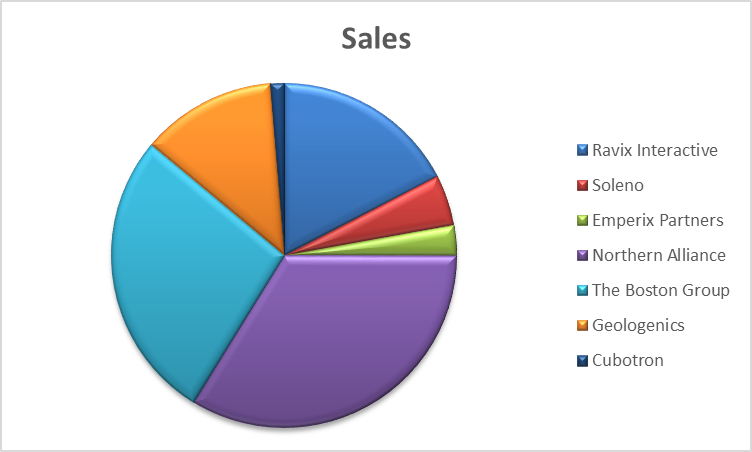 Sales
Ravix Interactive
Soleno
Emperix Partners
Northern Alliance
The Boston Group
Geologenics
Cubotron